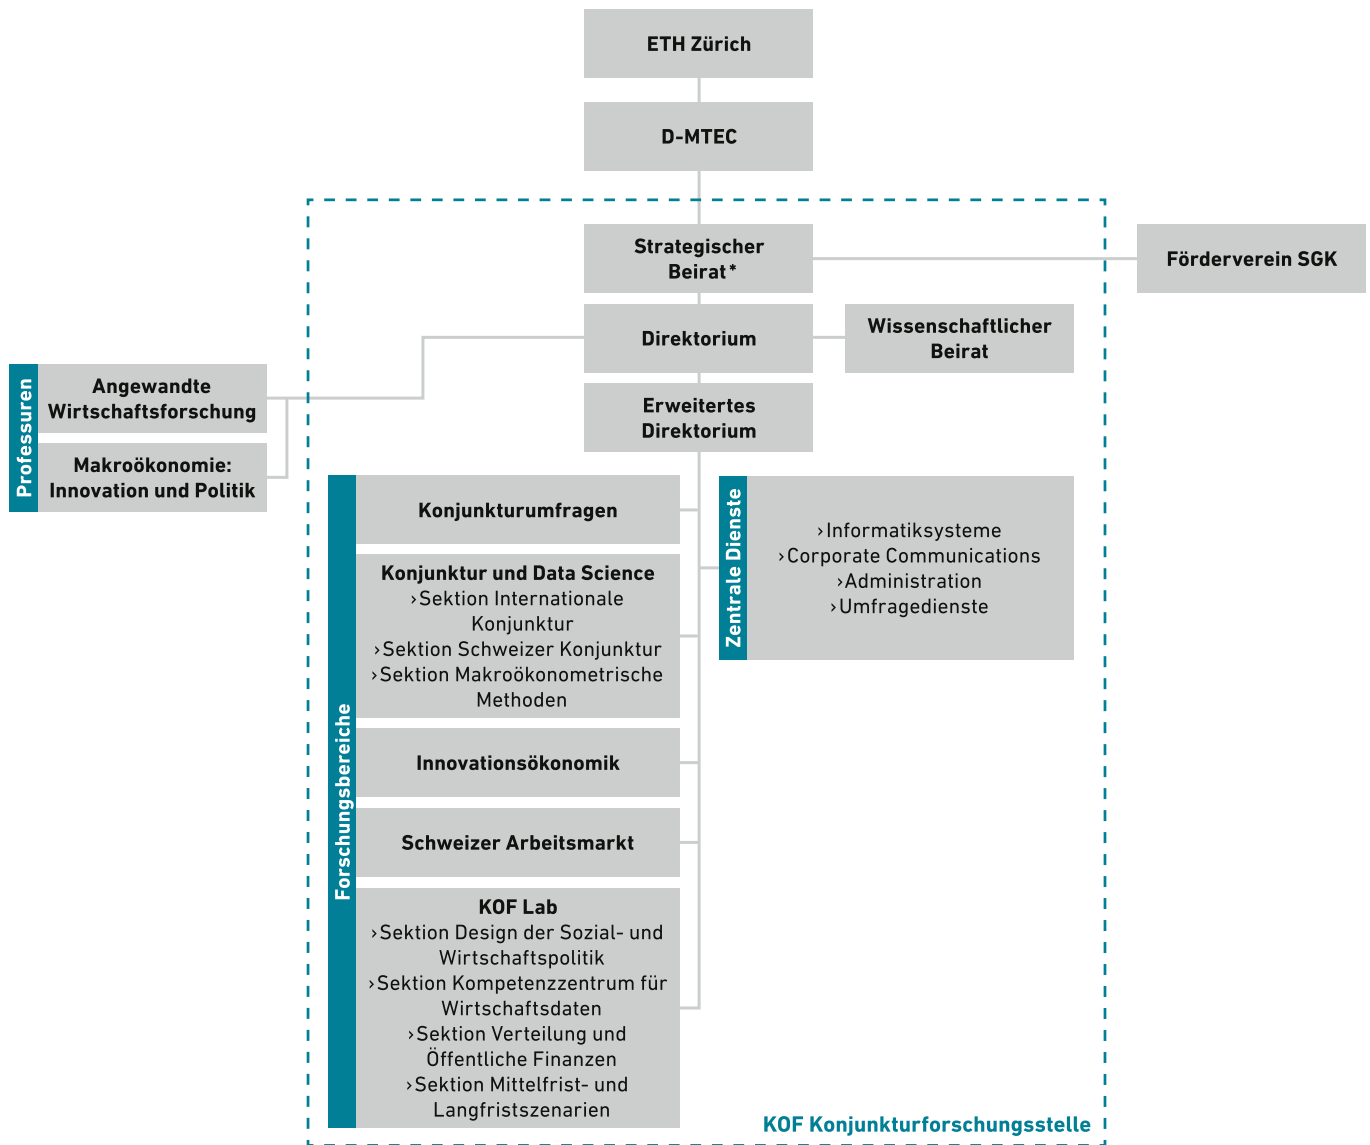 ETH Zürich
D-MTEC
Strategischer
Beirat*
Förderverein SGK
Direktorium
Wissenschaftlicher
Beirat
Erweitertes
Direktorium
Professuren
Angewandte
Wirtschaftsforschung
Makroökonomie:
Innovation und Politik
Forschungsbereiche
Konjunkturumfragen
Konjunktur und Data Science
›Sektion Internationale
Konjunktur
›Sektion Schweizer Konjunktur
›Sektion Makroökonometrische
Methoden
Innovationsökonomik
Schweizer Arbeitsmarkt
KOF Lab
›Sektion Design der Sozial- und
Wirtschaftspolitik
›Sektion Kompetenzzentrum für
Wirtschaftsdaten
›Sektion Verteilung und
Öffentliche Finanzen
›Sektion Mittelfrist- und
Langfristszenarien
Zentrale Dienste
›Informatiksysteme
›Corporate Communications
›Administration
›Umfragedienste
KOF Konjunkturforschungsstelle